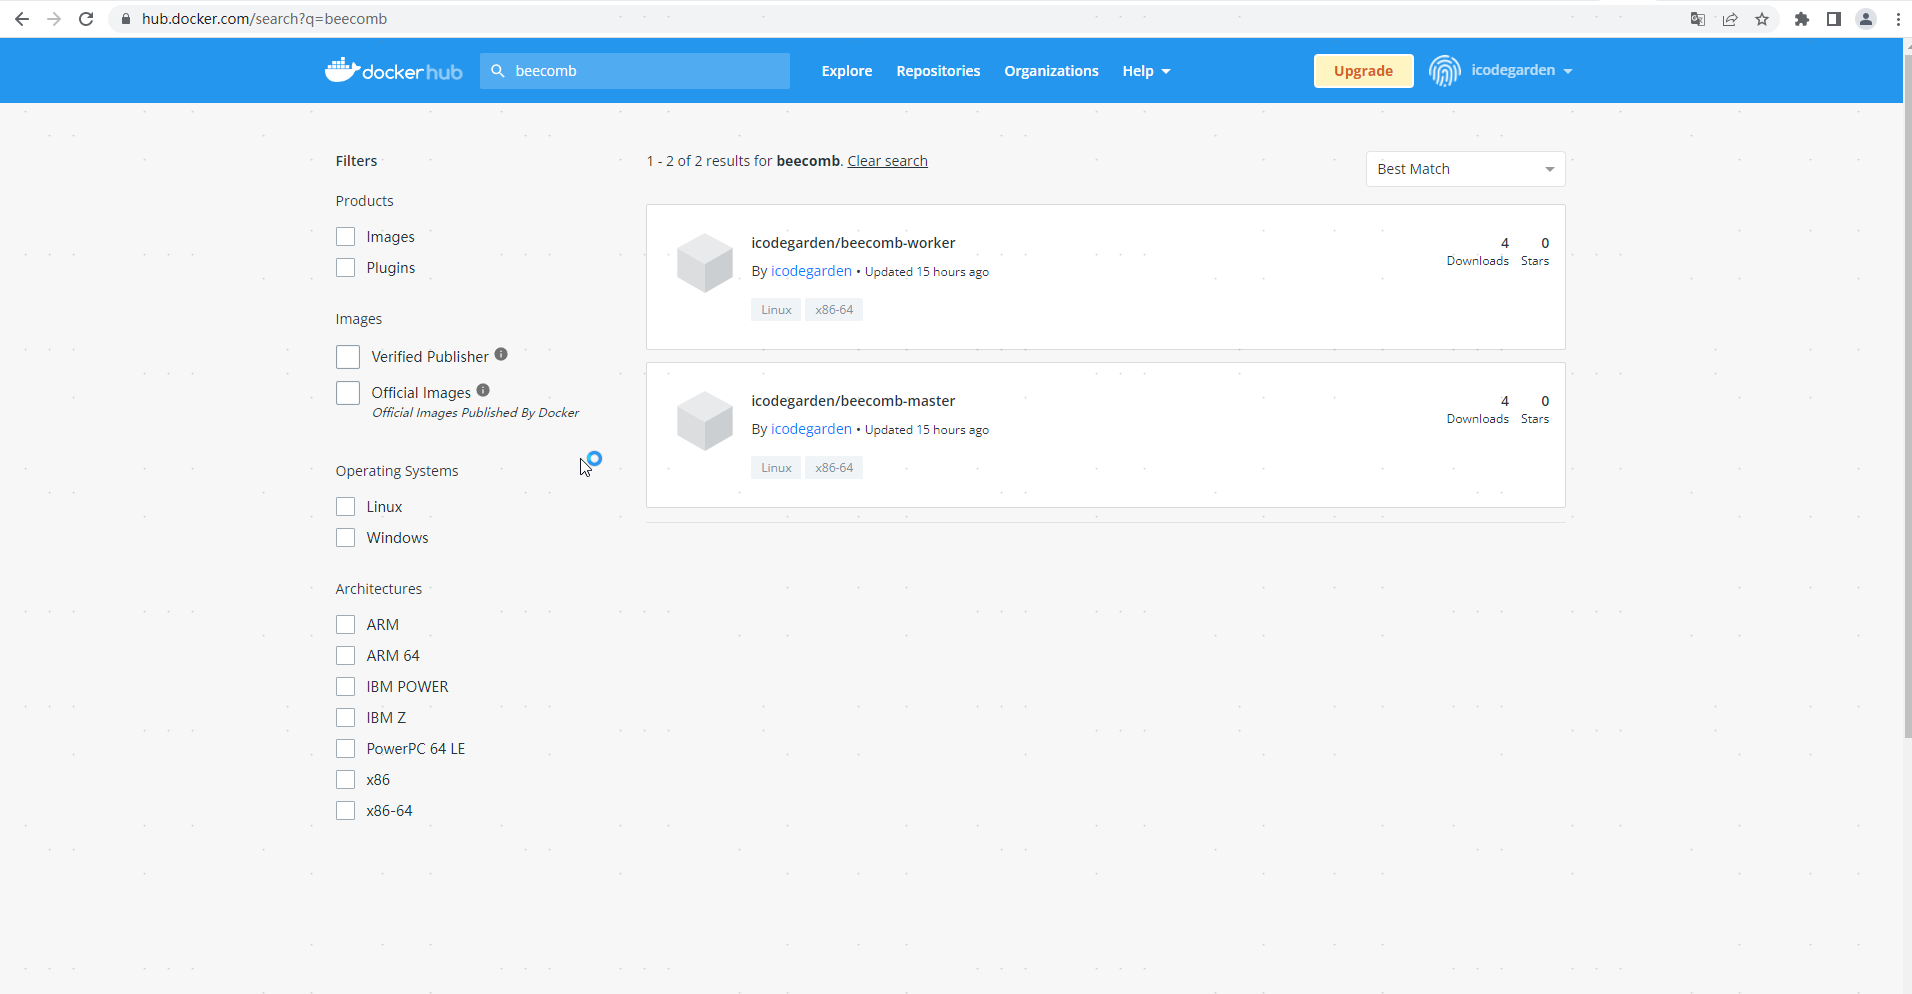 hub.docker.com/search?q=beecomb
docker hub
beecomb
Explore
Repositories
Organizations
Help
Upgrade
icodegarden
Filters
Products
Images
Plugins
Images
Verified Publisher
Official Images
Official Images Published By Docker
Operating Systems
Linux
Windows
Architectures
ARM
ARM 64
IBM POWER
IBM Z
PowerPC 64 LE
x86
x86-64
1 - 2 of 2 results for beecomb. Clear search
Best Match
icodegarden/beecomb-worker
By icodegarden • Updated 15 hours ago
Linux x86-64
4 0
Downloads Stars
icodegarden/beecomb-master
By icodegarden • Updated 15 hours ago
Linux x86-64
4 0
Downloads Stars